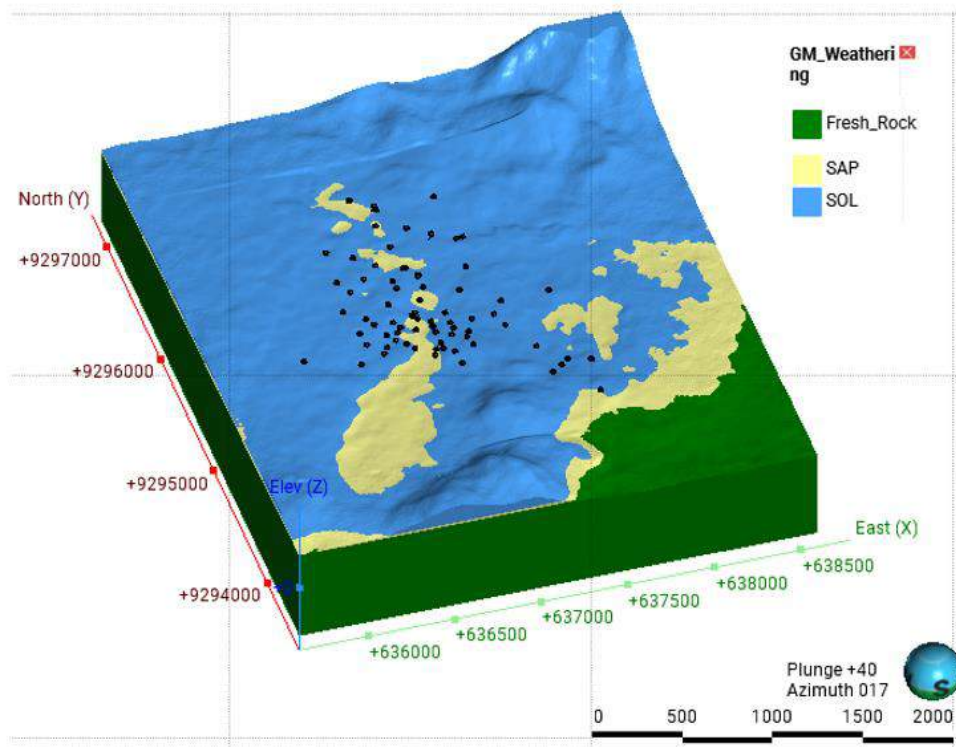 GM_Weatheri
ng
Fresh_Rock
SAP
SOL
North (Y)
+9297000
+9296000
+9295000
+9294000
Elev (Z)
+0
East (X)
+636000
+636500
+637000
+637500
+638000
+638500
Plunge +40
Azimuth 017
S
0 500 1000 1500 2000